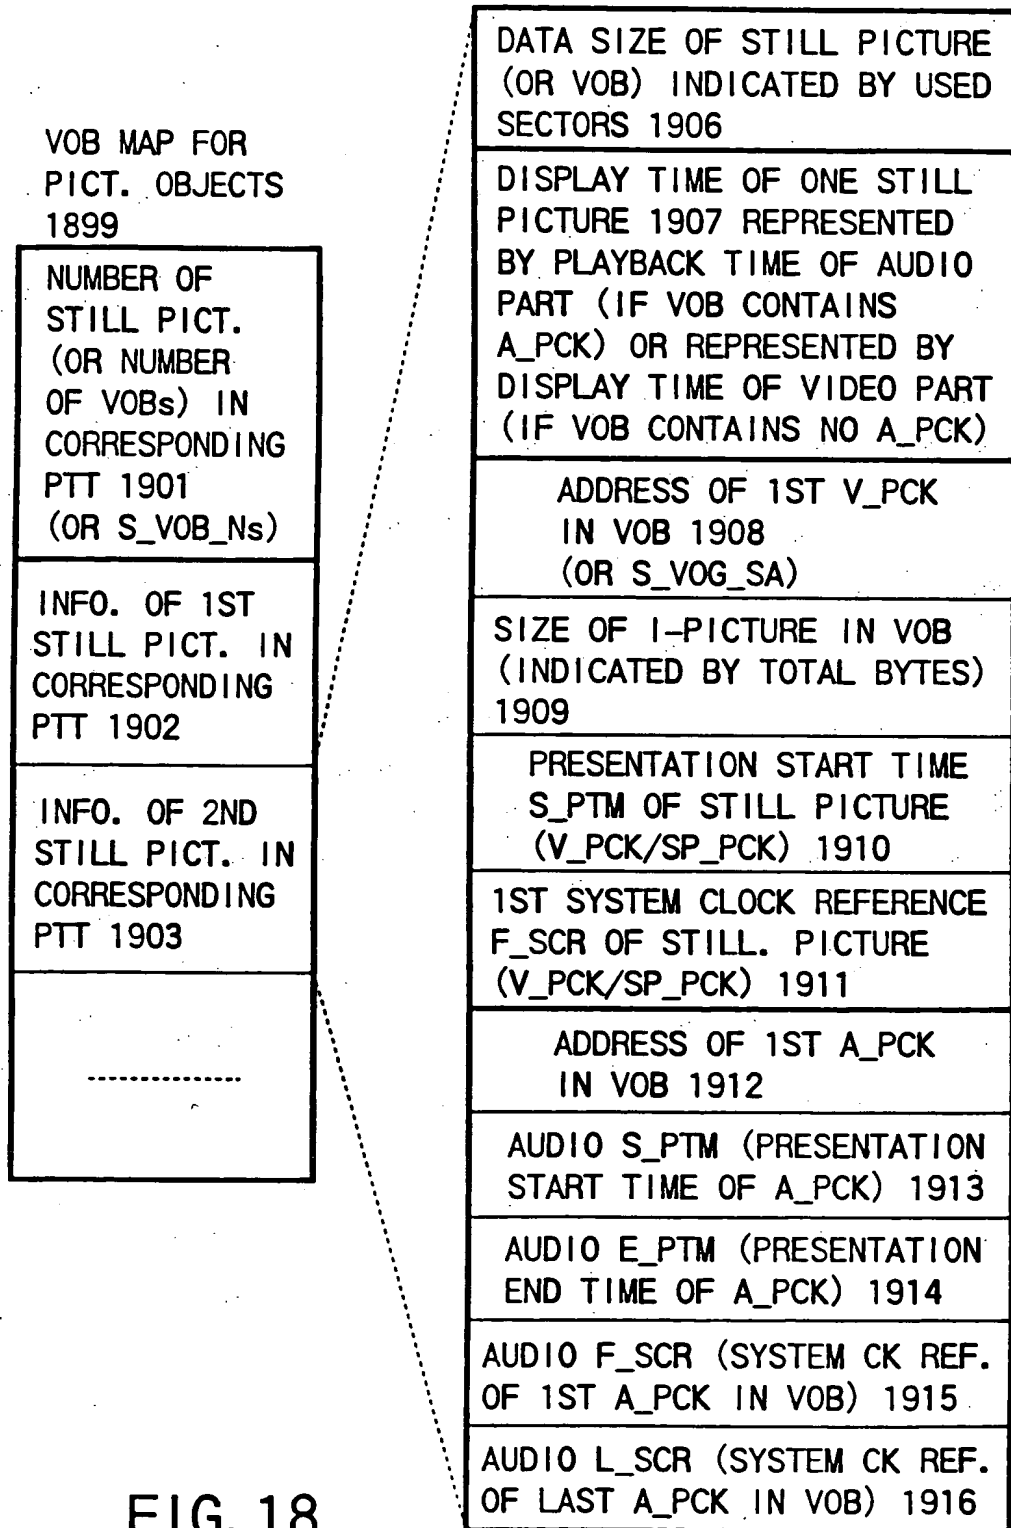 VOB MAP FOR
PICT. OBJECTS
1899
NUMBER OF
STILL PICT.
(OR NUMBER
OF VOBs) IN
CORRESPONDING
PTT 1901
(OR S_VOB_Ns)
INFO. OF 1ST
STILL PICT. IN
CORRESPONDING
PTT 1902
INFO. OF 2ND
STILL PICT. IN
CORRESPONDING
PTT 1903
DATA SIZE OF STILL PICTURE
(OR VOB) INDICATED BY USED
SECTORS 1906
DISPLAY TIME OF ONE STILL
PICTURE 1907 REPRESENTED
BY PLAYBACK TIME OF AUDIO
PART (IF VOB CONTAINS
A_PCK) OR REPRESENTED BY
DISPLAY TIME OF VIDEO PART
(IF VOB CONTAINS NO A_PCK)
ADDRESS OF 1ST V_PCK
IN VOB 1908
(OR S_VOG_SA)
SIZE OF I-PICTURE IN VOB
(INDICATED BY TOTAL BYTES)
1909
PRESENTATION START TIME
S_PTM OF STILL PICTURE
(V_PCK/SP_PCK) 1910
1ST SYSTEM CLOCK REFERENCE
F_SCR OF STILL. PICTURE
(V_PCK/SP_PCK) 1911
ADDRESS OF 1ST A_PCK
IN VOB 1912
AUDIO S_PTM (PRESENTATION
START TIME OF A_PCK) 1913
AUDIO E_PTM (PRESENTATION
END TIME OF A_PCK) 1914
AUDIO F_SCR (SYSTEM CK REF.
OF 1ST A_PCK IN VOB) 1915
AUDIO L_SCR (SYSTEM CK REF.
OF LAST A_PCK IN VOB) 1916
FIG. 18